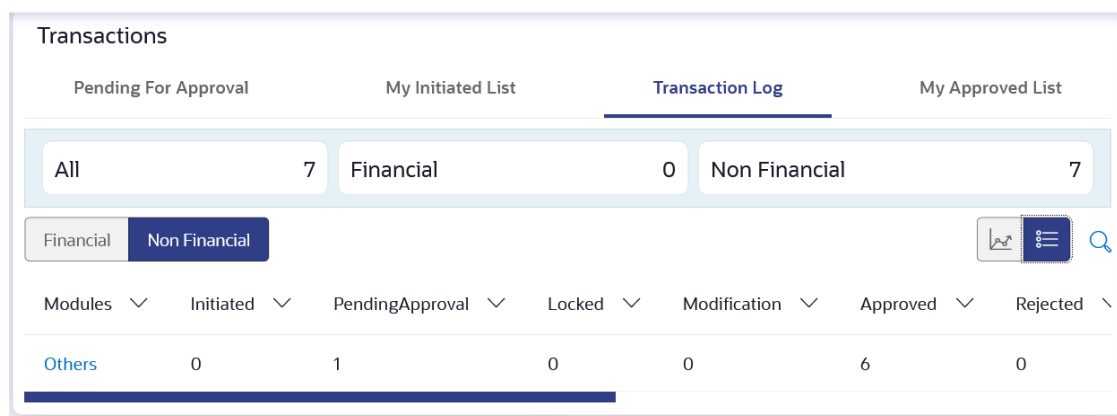 Transactions
Pending For Approval My Initiated List Transaction Log My Approved List
All 7 Financial 0 Non Financial 7
Financial Non Financial
Modules Initiated PendingApproval Locked Modification Approved Rejected
Others 0 1 0 0 6 0